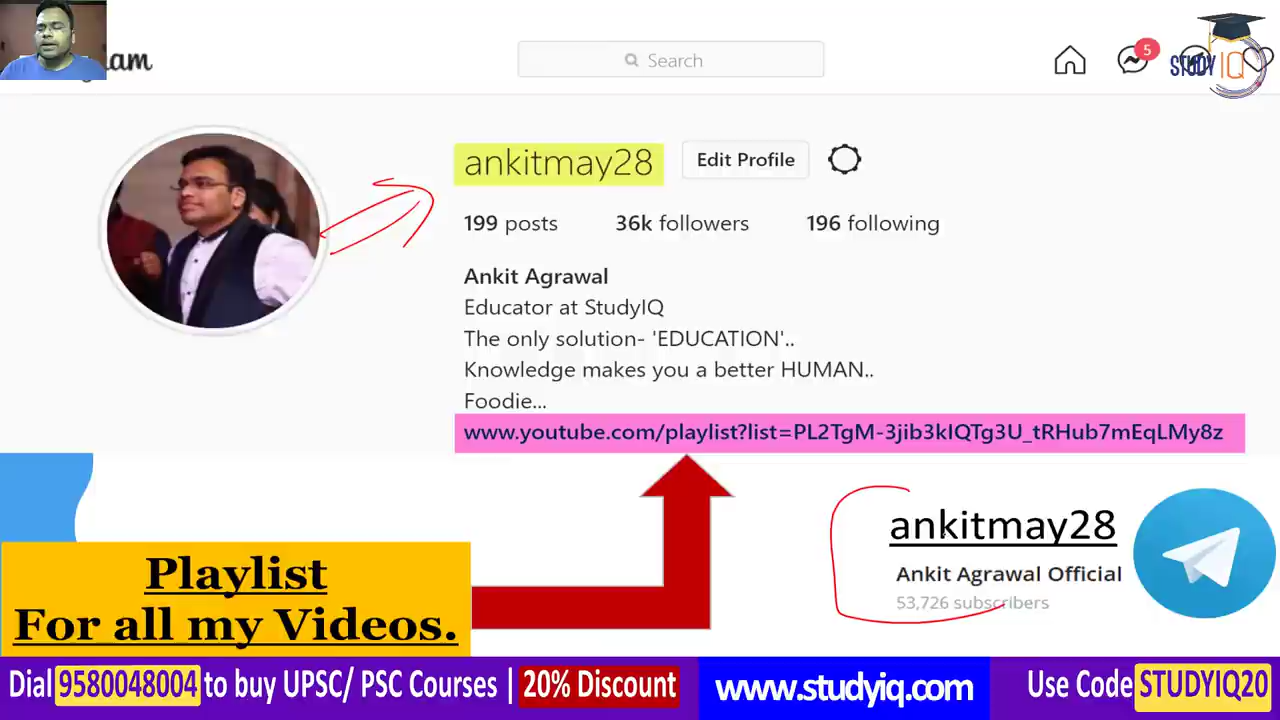 am
Search
5
STUDY IQ
ankitmay28
Edit Profile
199 posts 36k followers 196 following
Ankit Agrawal
Educator at StudyIQ
The only solution- 'EDUCATION'..
Knowledge makes you a better HUMAN..
Foodie...
www.youtube.com/playlist?list=PL2TgM-3jib3kIQTg3U_tRHub7mEqLMy8z
ankitmay28
Ankit Agrawal Official
53,726 subscribers
Playlist
For all my Videos.
Dial 9580048004 to buy UPSC/ PSC Courses | 20% Discount www.studyiq.com Use Code STUDYIQ20